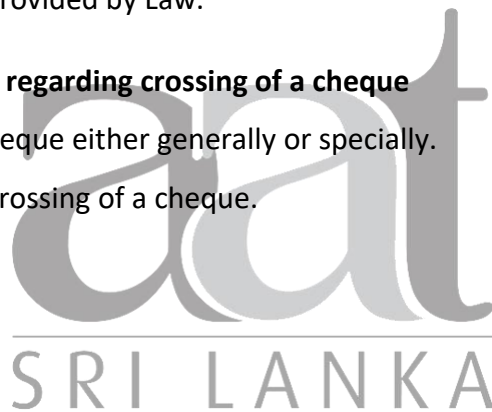 rovided by Law.
regarding crossing of a cheque
eque either generally or specially.
rossing of a cheque.
aat
SRI LANKA